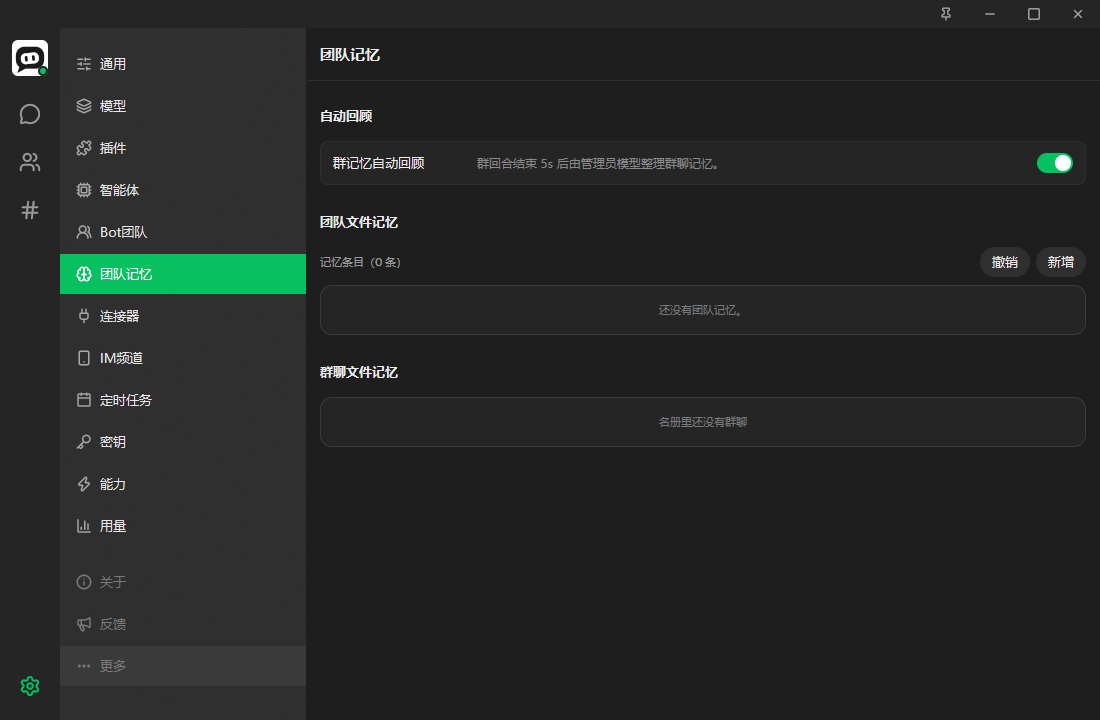 团队记忆
通用
模型
插件
智能体
Bot团队
团队记忆
连接器
IM频道
定时任务
密钥
能力
用量
关于
反馈
更多
自动回顾
群记忆自动回顾
群回合结束 5s 后由管理员模型整理群聊记忆。
团队文件记忆
记忆条目（0 条）
撤销
新增
还没有团队记忆。
群聊文件记忆
名册里还没有群聊